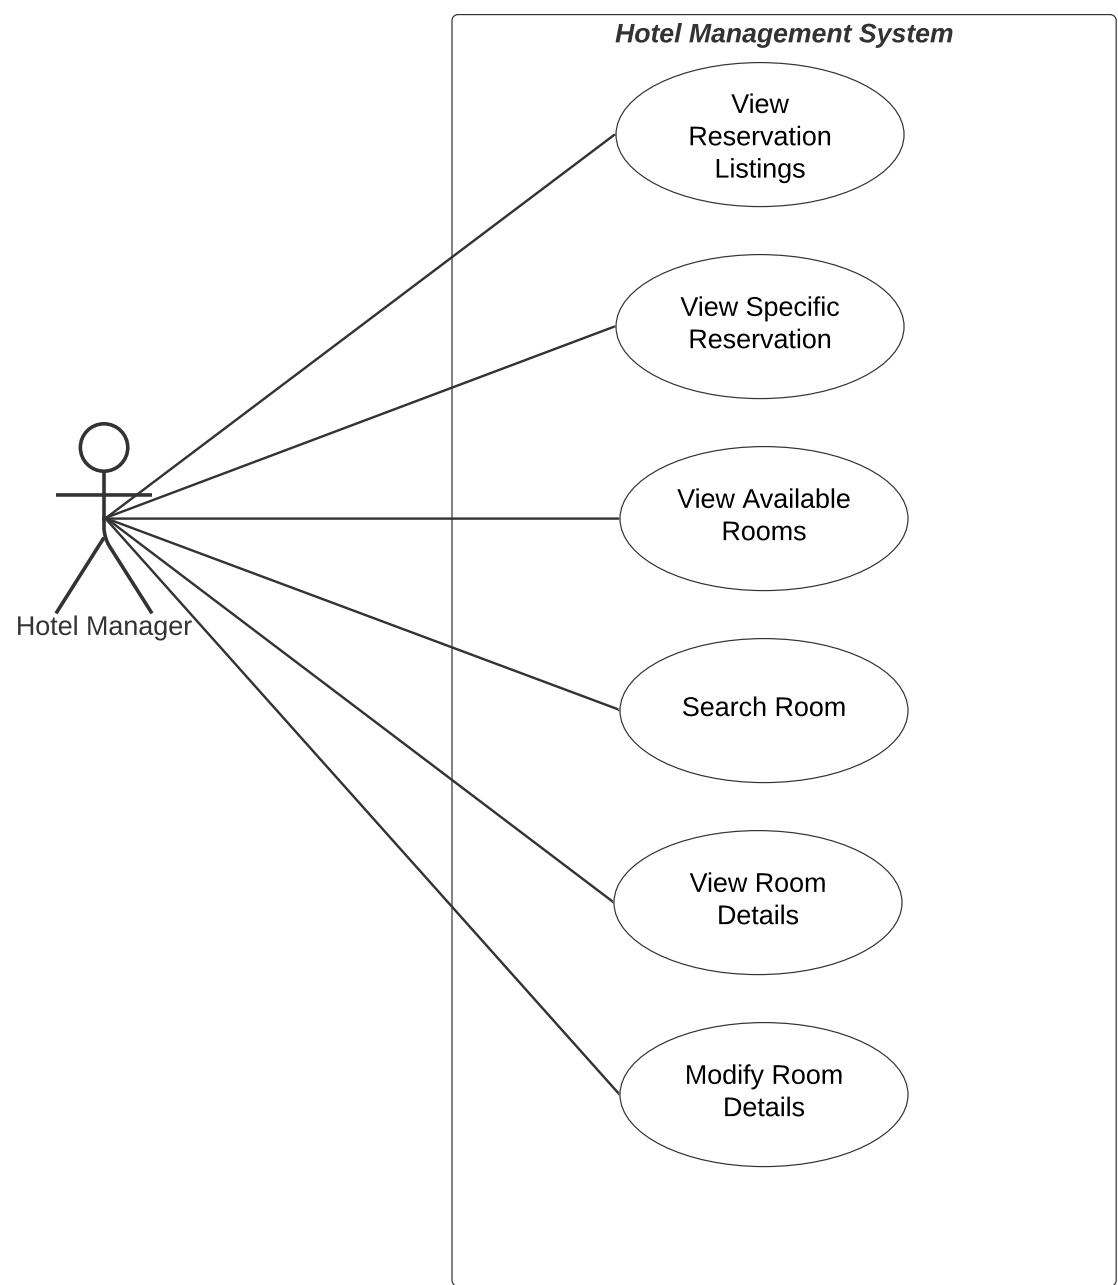 Hotel Management System
View
Reservation
Listings
View Specific
Reservation
View Available
Rooms
Hotel Manager
Search Room
View Room
Details
Modify Room
Details